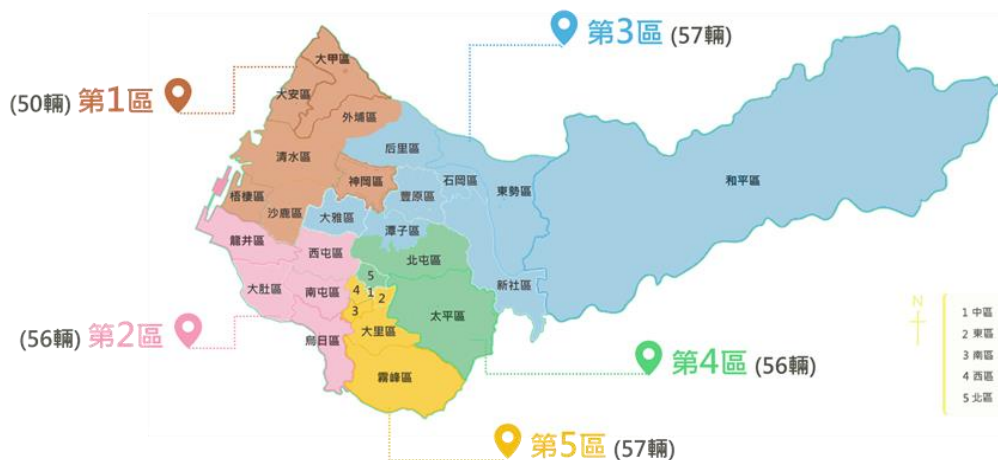 第3區 (57輛)
大甲區
大安區
(50輛) 第1區
外埔區
后里區
清水區
神岡區
石岡區
東勢區
和平區
豐原區
梧棲區
沙鹿區
大雅區
潭子區
龍井區
西屯區
北屯區
5
大肚區
南屯區
4
1
2
新社區
3
太平區
N
1 中區
大里區
2 東區
(56輛) 第2區
烏日區
3 南區
第4區 (56輛)
4 西區
霧峰區
5 北區
第5區 (57輛)